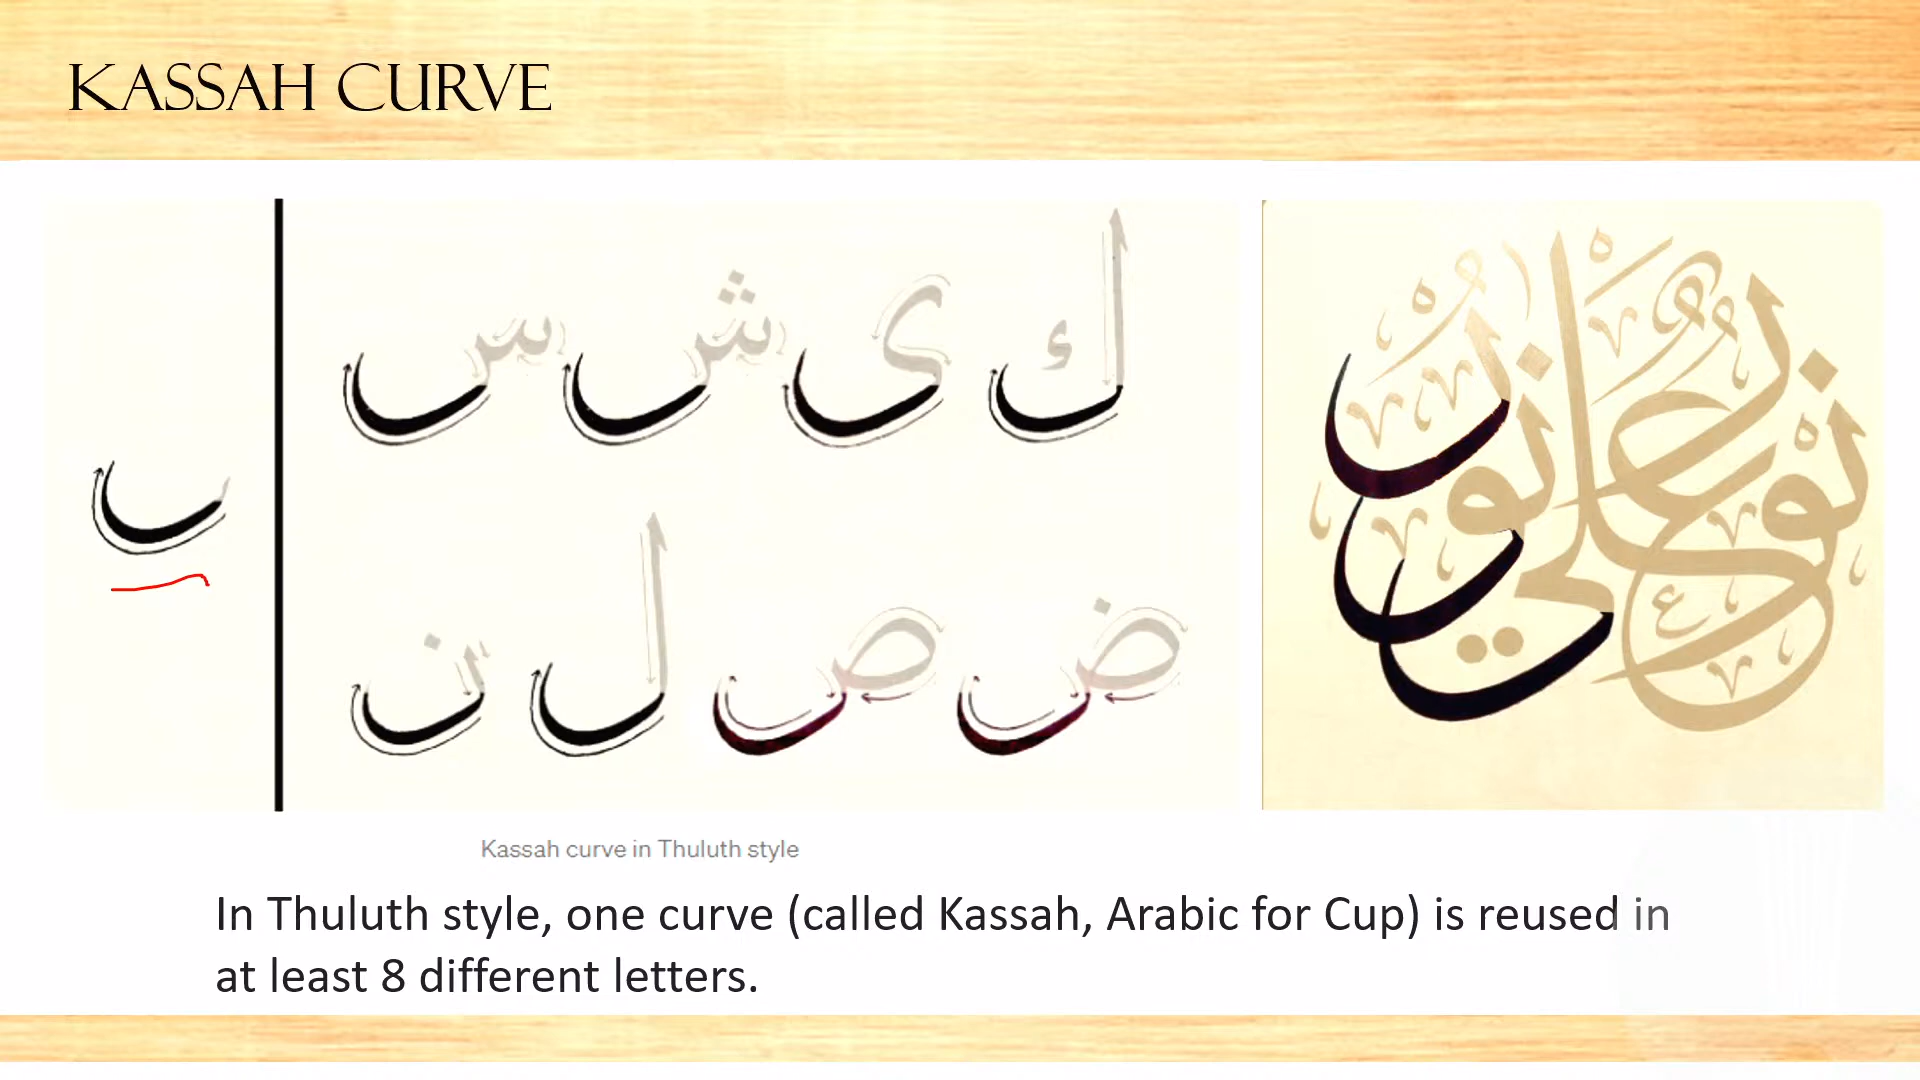 KASSAH CURVE
س ش ی ك
ن ل ص ض
نور على نور
Kassah curve in Thuluth style
In Thuluth style, one curve (called Kassah, Arabic for Cup) is reused in
at least 8 different letters.